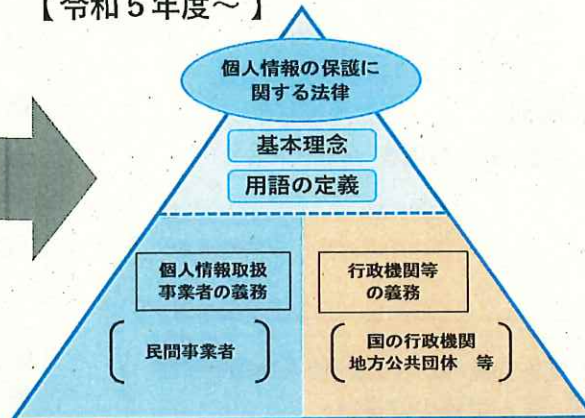 【令和5年度~】
個人情報の保護に
関する法律
基本理念
用語の定義
個人情報取扱
事業者の義務
民間事業者
行政機関等
の義務
国の行政機関
地方公共団体 等